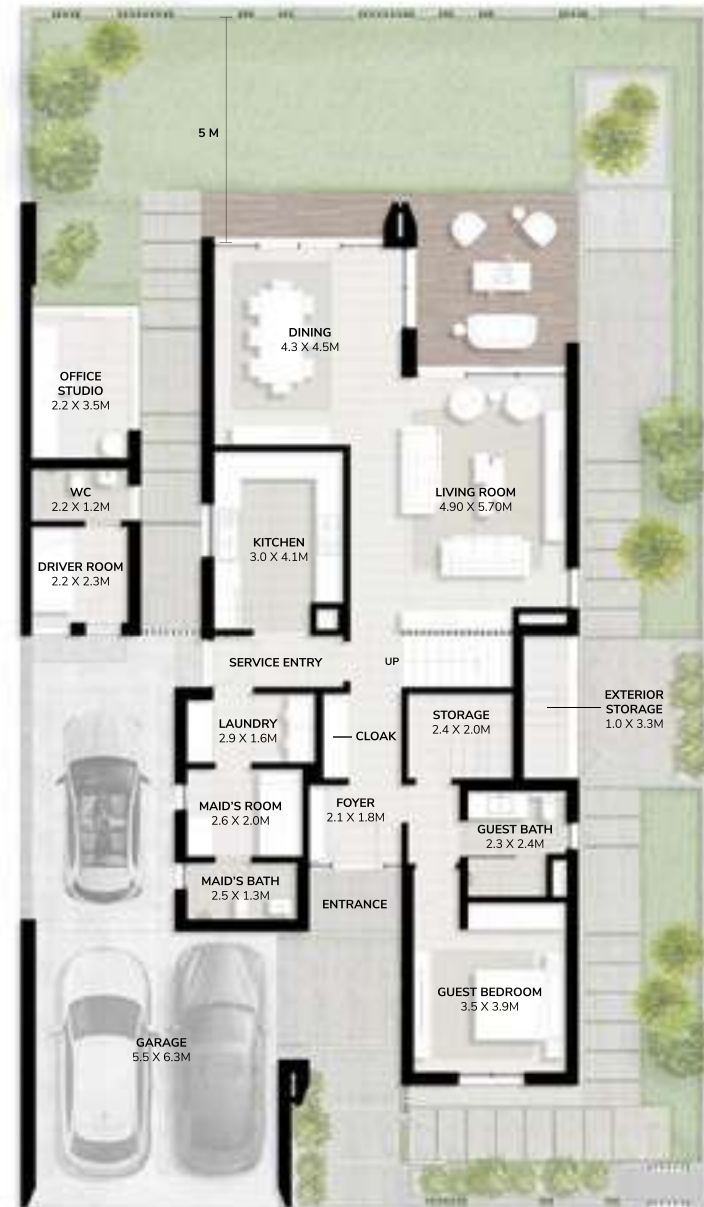 5 M
DINING
4.3 X 4.5M
OFFICE
STUDIO
2.2 X 3.5M
WC
2.2 X 1.2M
LIVING ROOM
4.90 X 5.70M
KITCHEN
3.0 X 4.1M
DRIVER ROOM
2.2 X 2.3M
SERVICE ENTRY
UP
EXTERIOR
STORAGE
1.0 X 3.3M
STORAGE
2.4 X 2.0M
LAUNDRY
2.9 X 1.6M
CLOAK
MAID'S ROOM
2.6 X 2.0M
FOYER
2.1 X 1.8M
GUEST BATH
2.3 X 2.4M
MAID'S BATH
2.5 X 1.3M
ENTRANCE
GUEST BEDROOM
3.5 X 3.9M
GARAGE
5.5 X 6.3M